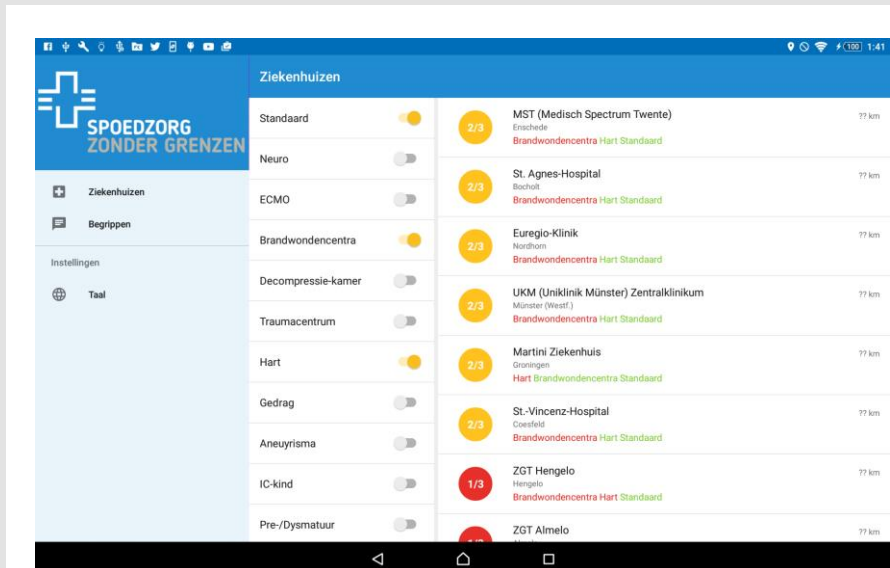 100 1:41
SPOEDZORG
ZONDER GRENZEN
Ziekenhuizen
Begrippen
Instellingen
Taal
Ziekenhuizen
Standaard
Neuro
ECMO
Brandwondencentra
Decompressie-kamer
Traumacentrum
Hart
Gedrag
Aneuyrisma
IC-kind
Pre-/Dysmatuur
2/3
MST (Medisch Spectrum Twente)
?? km
Enschede
Brandwondencentra Hart Standaard
2/3
St. Agnes-Hospital
?? km
Bocholt
Brandwondencentra Hart Standaard
2/3
Euregio-Klinik
?? km
Nordhorn
Brandwondencentra Hart Standaard
2/3
UKM (Uniklinik Münster) Zentralklinikum
?? km
Münster (Westf.)
Brandwondencentra Hart Standaard
2/3
Martini Ziekenhuis
?? km
Groningen
Hart Brandwondencentra Standaard
2/3
St.-Vincenz-Hospital
?? km
Coesfeld
Brandwondencentra Hart Standaard
1/3
ZGT Hengelo
?? km
Hengelo
Brandwondencentra Hart Standaard
ZGT Almelo
?? km